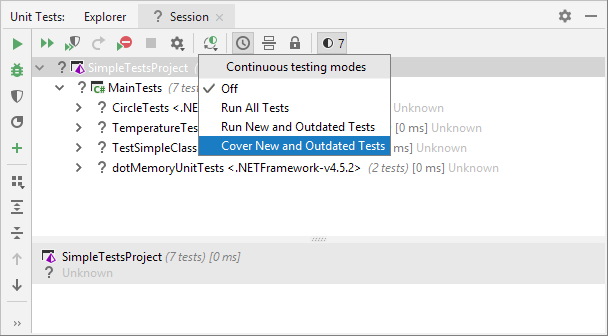 Unit Tests: Explorer ? Session
7
? SimpleTestsProject
Continuous testing modes
Off
Run All Tests
Run New and Outdated Tests
Cover New and Outdated Tests
? C# MainTests (7 tests)
? CircleTests <.NE Unknown
? TemperatureTes [0 ms] Unknown
? TestSimpleClass ms] Unknown
? dotMemoryUnitTests <.NETFramework-v4.5.2> (2 tests) [0 ms] Unknown
SimpleTestsProject (7 tests) [0 ms]
? Unknown